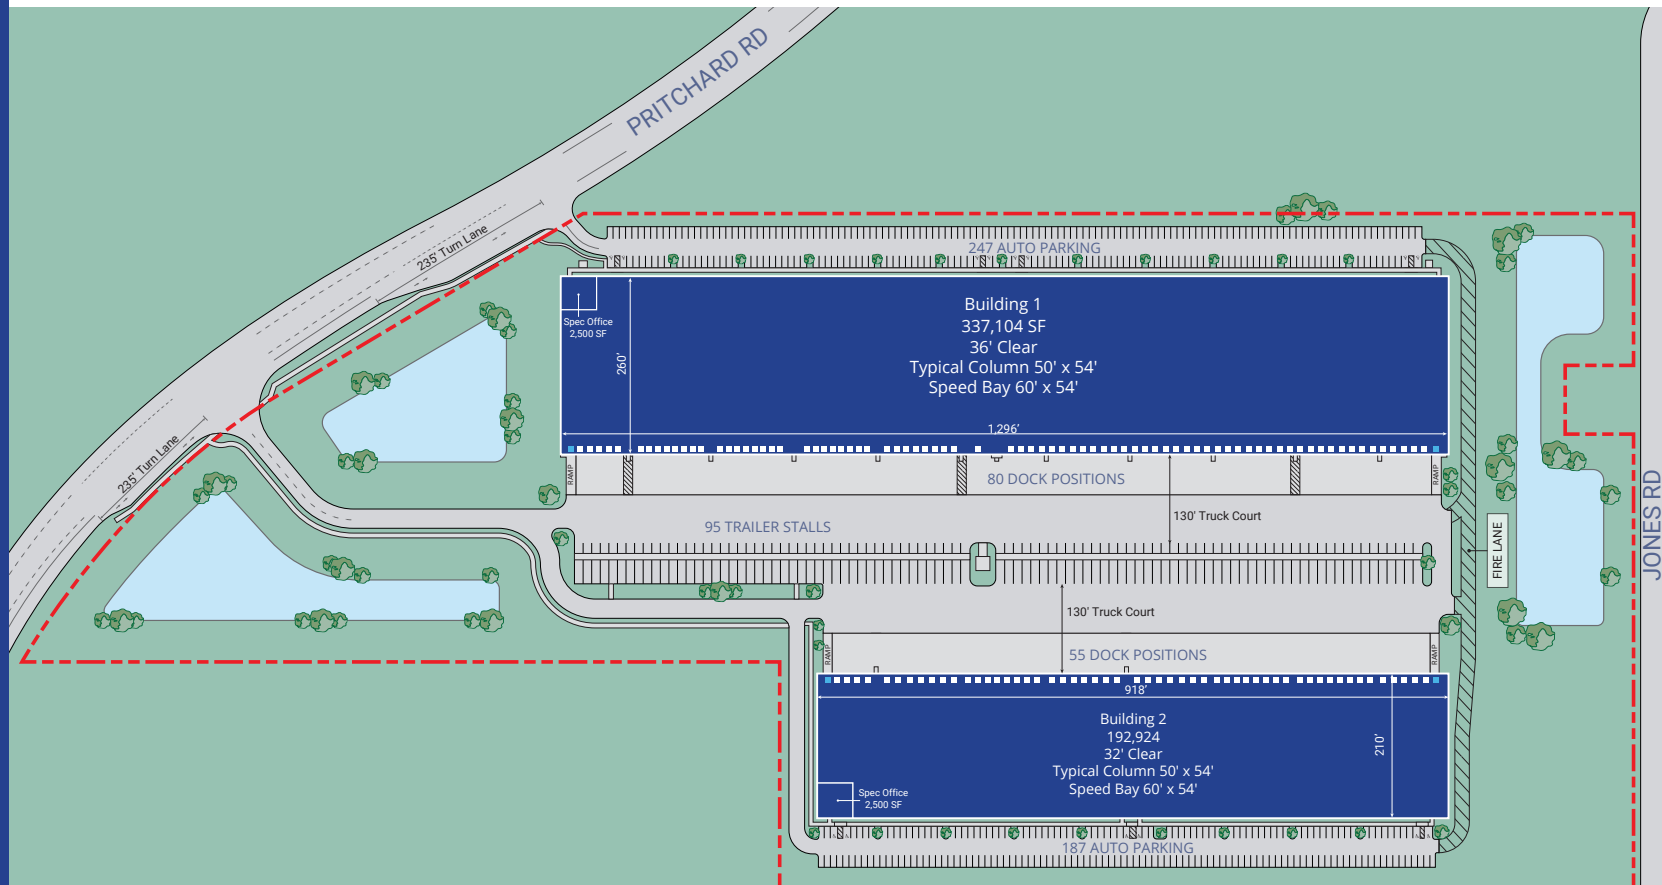 PRITCHARD RD
235' Turn Lane
247 AUTO PARKING
Building 1
337,104 SF
36' Clear
Typical Column 50' x 54'
Speed Bay 60' x 54'
Spec Office
2,500 SF
260'
1,296'
235' Turn Lane
RAMP
80 DOCK POSITIONS
RAMP
130' Truck Court
95 TRAILER STALLS
FIRE LANE
JONES RD
130' Truck Court
RAMP
55 DOCK POSITIONS
RAMP
918'
Building 2
192,924
32' Clear
Typical Column 50' x 54'
Speed Bay 60' x 54'
210'
Spec Office
2,500 SF
187 AUTO PARKING